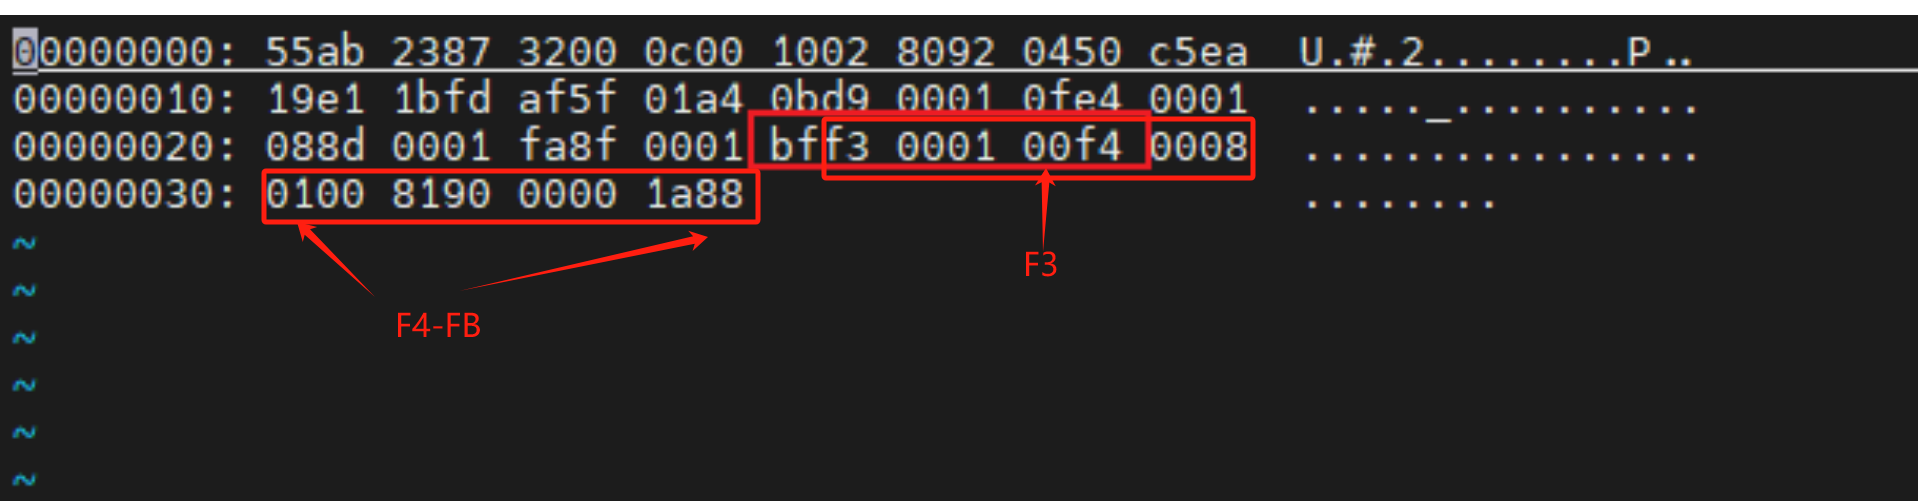 00000000: 55ab 2387 3200 0c00 1002 8092 0450 c5ea  U.#.2........P..
00000010: 19e1 1bfd af5f 01a4 0bd9 0001 0fe4 0001  ....._..........
00000020: 088d 0001 fa8f 0001 bff3 0001 00f4 0008  ................
00000030: 0100 8190 0000 1a88  ........
~
~
F3
~
F4-FB
~
~
~